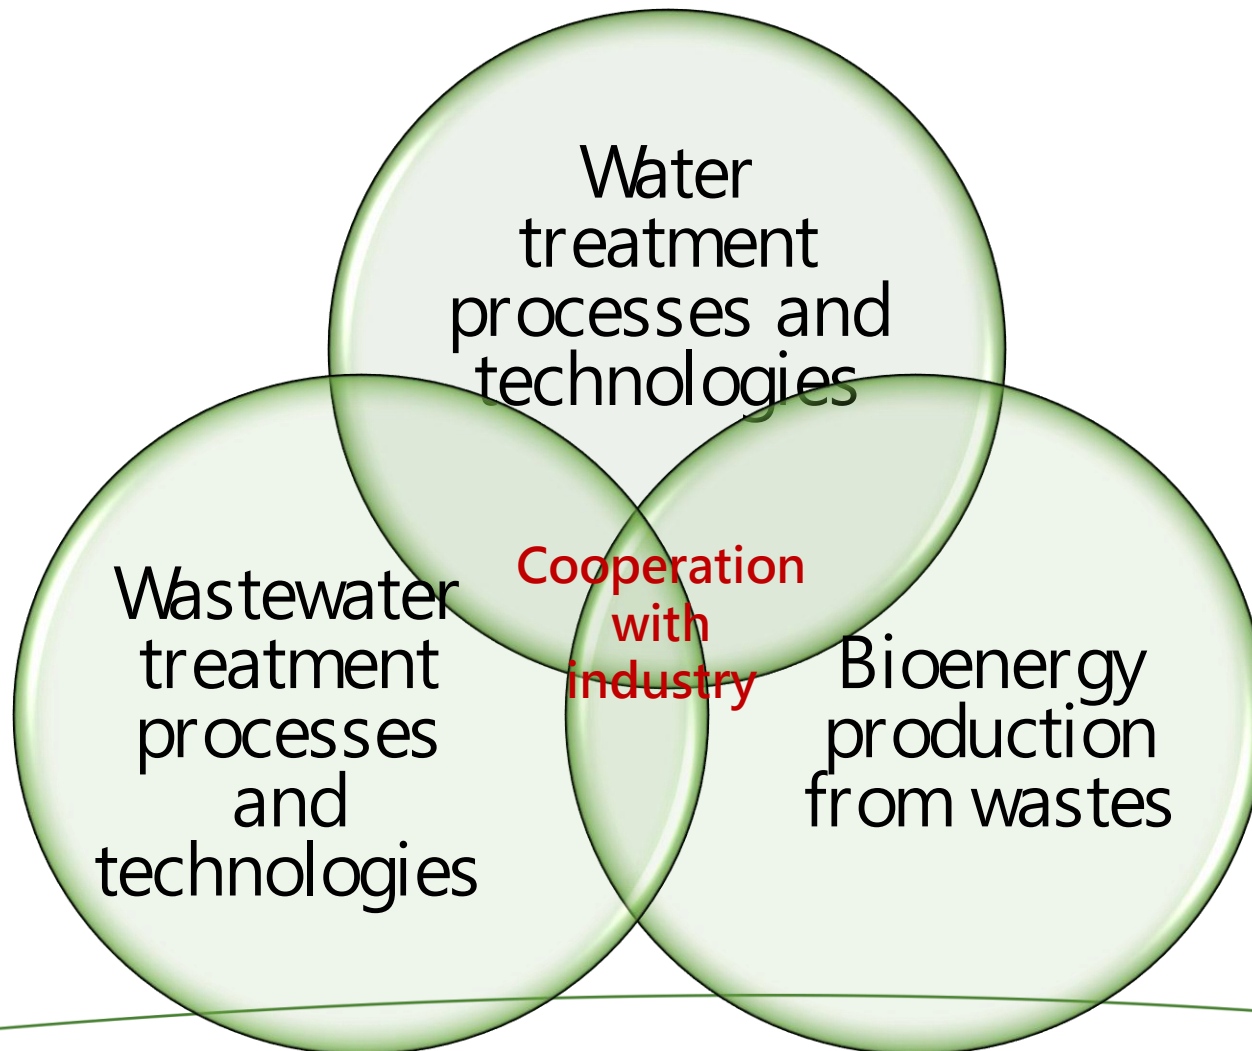 Water
treatment
processes and
technologies
Cooperation
with
industry
Wastewater
treatment
processes
and
technologies
Bioenergy
production
from wastes